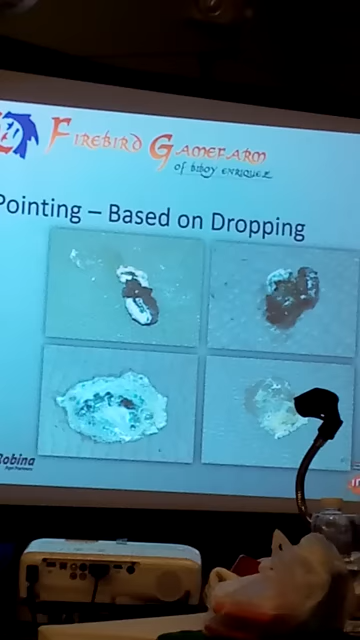 FIREBIRD GAMEFARM
OF BIBOY ENRIQUEZ
Pointing – Based on Dropping
Robina